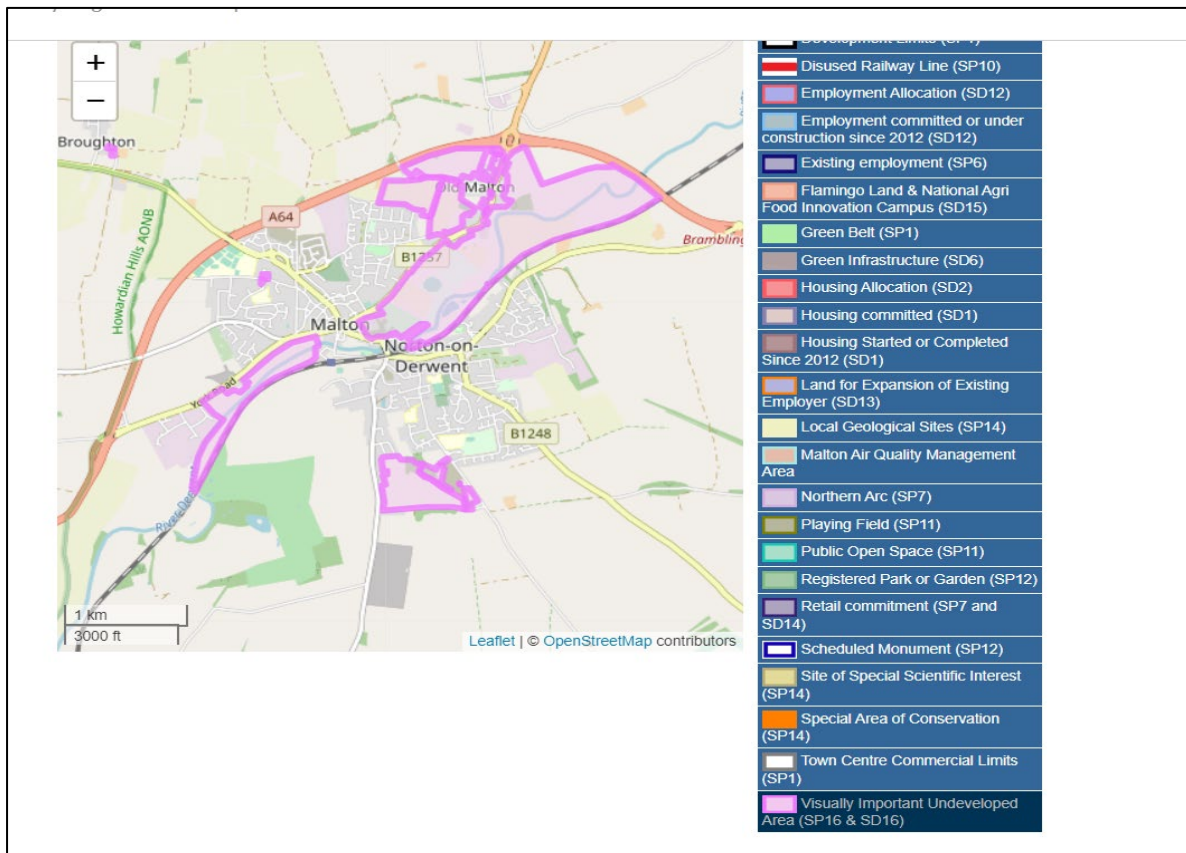 +
−
Broughton
Old Malton
A64
Howardian Hills AONB
B1257
Brambling
Malton
Norton-on-
Derwent
York Road
B1248
1 km
3000 ft
Leaflet | © OpenStreetMap contributors
Disused Railway Line (SP10)
Employment Allocation (SD12)
Employment committed or under
construction since 2012 (SD12)
Existing employment (SP6)
Flamingo Land & National Agri
Food Innovation Campus (SD15)
Green Belt (SP1)
Green Infrastructure (SD6)
Housing Allocation (SD2)
Housing committed (SD1)
Housing Started or Completed
Since 2012 (SD1)
Land for Expansion of Existing
Employer (SD13)
Local Geological Sites (SP14)
Malton Air Quality Management
Area
Northern Arc (SP7)
Playing Field (SP11)
Public Open Space (SP11)
Registered Park or Garden (SP12)
Retail commitment (SP7 and
SD14)
Scheduled Monument (SP12)
Site of Special Scientific Interest
(SP14)
Special Area of Conservation
(SP14)
Town Centre Commercial Limits
(SP1)
Visually Important Undeveloped
Area (SP16 & SD16)